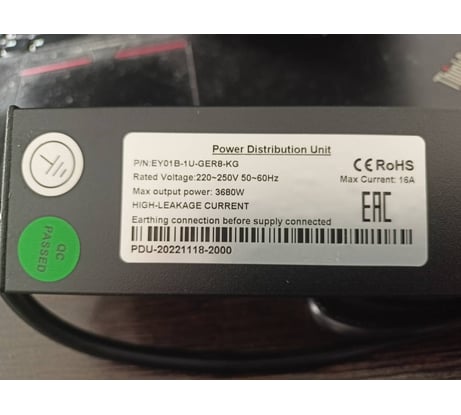 Power Distribution Unit
P/N:EY01B-1U-GER8-KG
CE RoHS
Rated Voltage:220~250V 50~60Hz
Max Current: 16A
Max output power: 3680W
HIGH-LEAKAGE CURRENT
EAC
Earthing connection before supply connected
PDU-20221118-2000
QC
PASSED